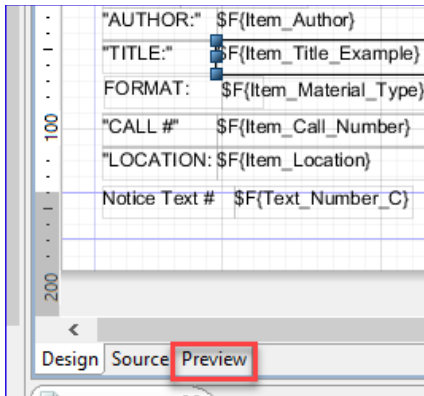 "AUTHOR:" $F{Item_Author}
"TITLE:" $F{Item_Title_Example}
FORMAT: $F{Item_Material_Type}
"CALL #" $F{Item_Call_Number}
"LOCATION: $F{Item_Location}
Notice Text # $F{Text_Number_C}
100
200
Design Source Preview